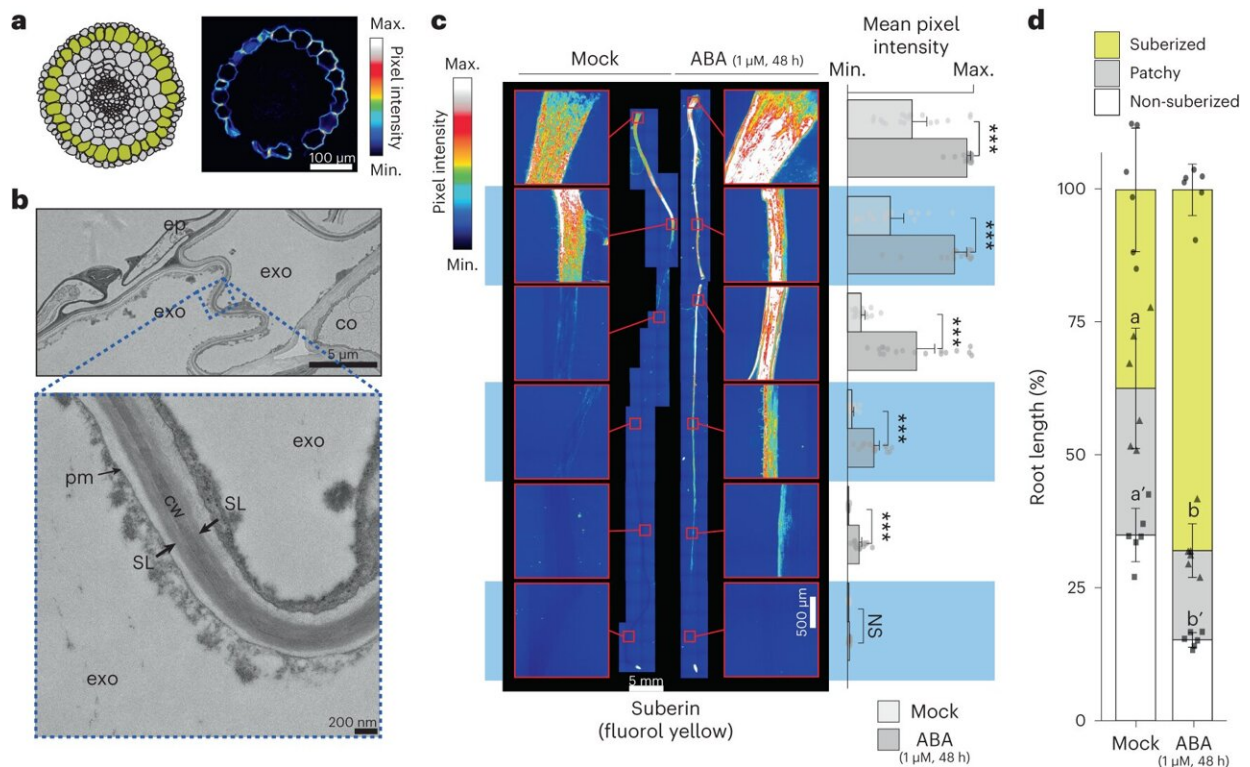 a
Max.
Pixel intensity
Min.
100 µm
b
ep
exo
exo
co
5 µm
exo
pm
cw
SL
SL
exo
200 nm
c
Max.
Pixel intensity
Min.
Mock
ABA (1 µM, 48 h)
Mean pixel
intensity
Min.
Max.
***
***
***
***
***
NS
500 µm
5 mm
Suberin
(fluorol yellow)
Mock
ABA
(1 µM, 48 h)
d
Suberized
Patchy
Non-suberized
Root length (%)
100
75
50
25
0
a
a′
b
b′
Mock
ABA
(1 µM, 48 h)